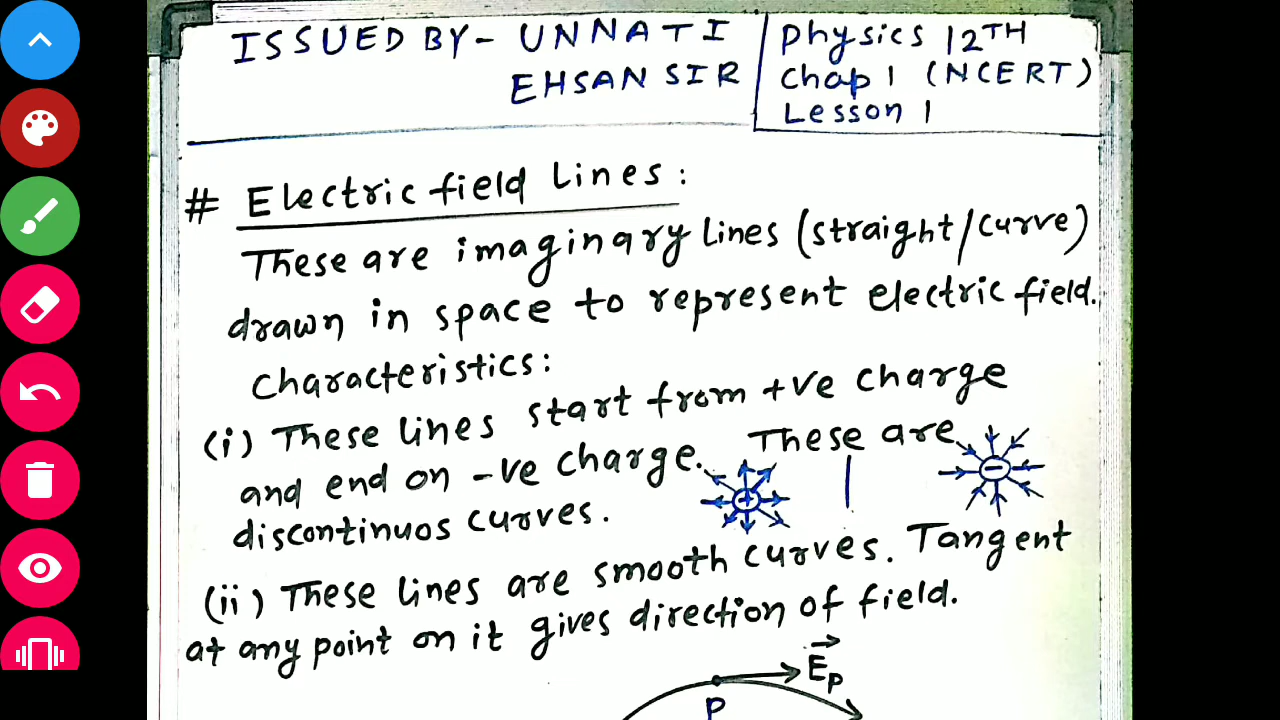 ISSUED BY- UNNATI
EHSAN SIR
Physics 12TH
Chap 1 (NCERT)
Lesson 1
# Electric field Lines:
These are imaginary lines (straight/curve)
drawn in space to represent electric field.
Characteristics:
(i) These lines start from +ve charge
and end on -ve charge. These are
discontinuos curves.
+
-
(ii) These lines are smooth curves. Tangent
at any point on it gives direction of field.
E⃗p
P